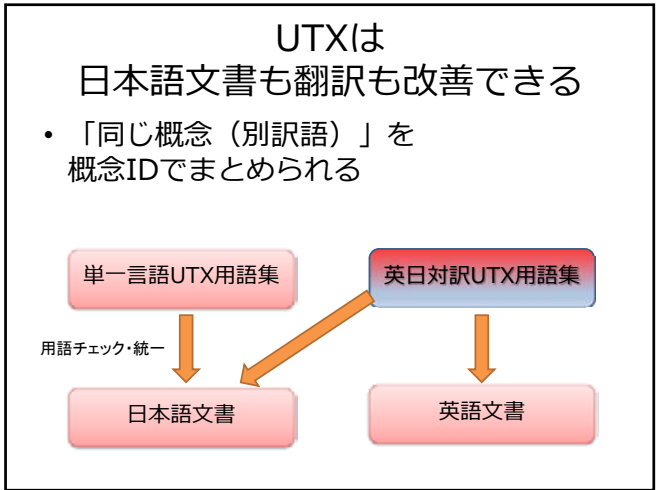 UTXは
日本語文書も翻訳も改善できる
• 「同じ概念（別訳語）」を
概念IDでまとめられる
単一言語UTX用語集
英日対訳UTX用語集
用語チェック・統一
日本語文書
英語文書